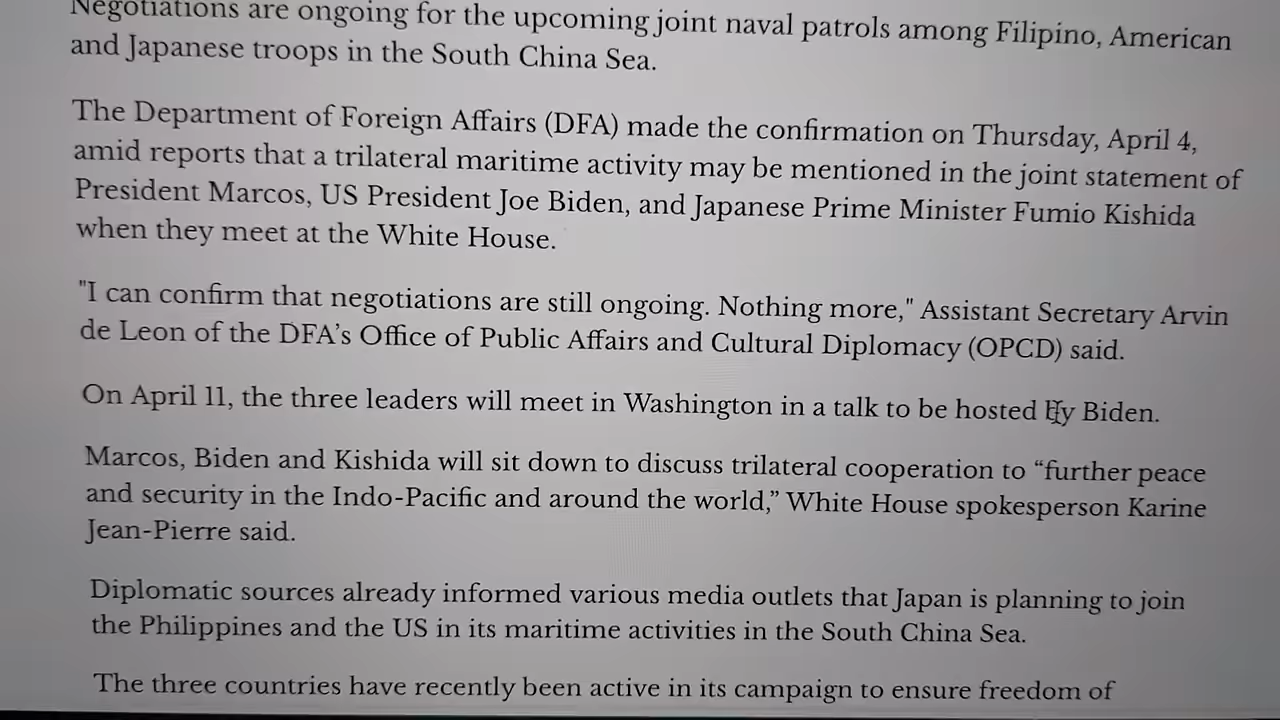 Negotiations are ongoing for the upcoming joint naval patrols among Filipino, American
and Japanese troops in the South China Sea.
The Department of Foreign Affairs (DFA) made the confirmation on Thursday, April 4,
amid reports that a trilateral maritime activity may be mentioned in the joint statement of
President Marcos, US President Joe Biden, and Japanese Prime Minister Fumio Kishida
when they meet at the White House.
"I can confirm that negotiations are still ongoing. Nothing more," Assistant Secretary Arvin
de Leon of the DFA’s Office of Public Affairs and Cultural Diplomacy (OPCD) said.
On April 11, the three leaders will meet in Washington in a talk to be hosted by Biden.
Marcos, Biden and Kishida will sit down to discuss trilateral cooperation to “further peace
and security in the Indo-Pacific and around the world,” White House spokesperson Karine
Jean-Pierre said.
Diplomatic sources already informed various media outlets that Japan is planning to join
the Philippines and the US in its maritime activities in the South China Sea.
The three countries have recently been active in its campaign to ensure freedom of